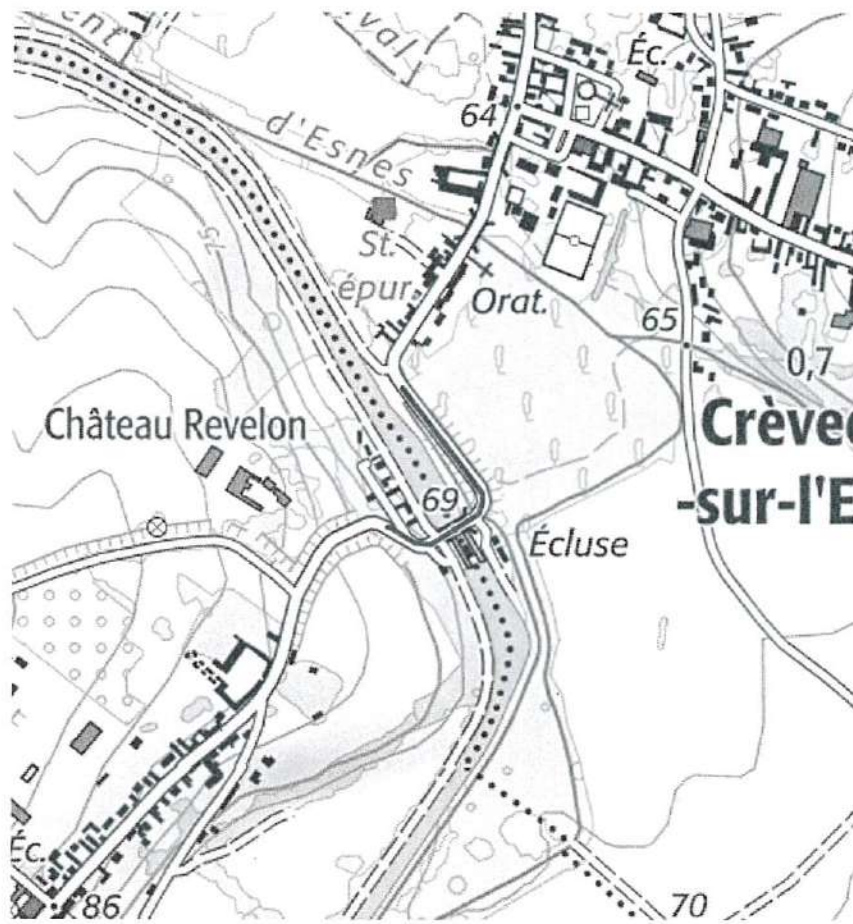 val
Éc.
64
d'Esnes
75
St.
épur.
Orat.
65
0,7
Château Revelon
Crèvec
-sur-l'E
69
Écluse
Éc.
86
70